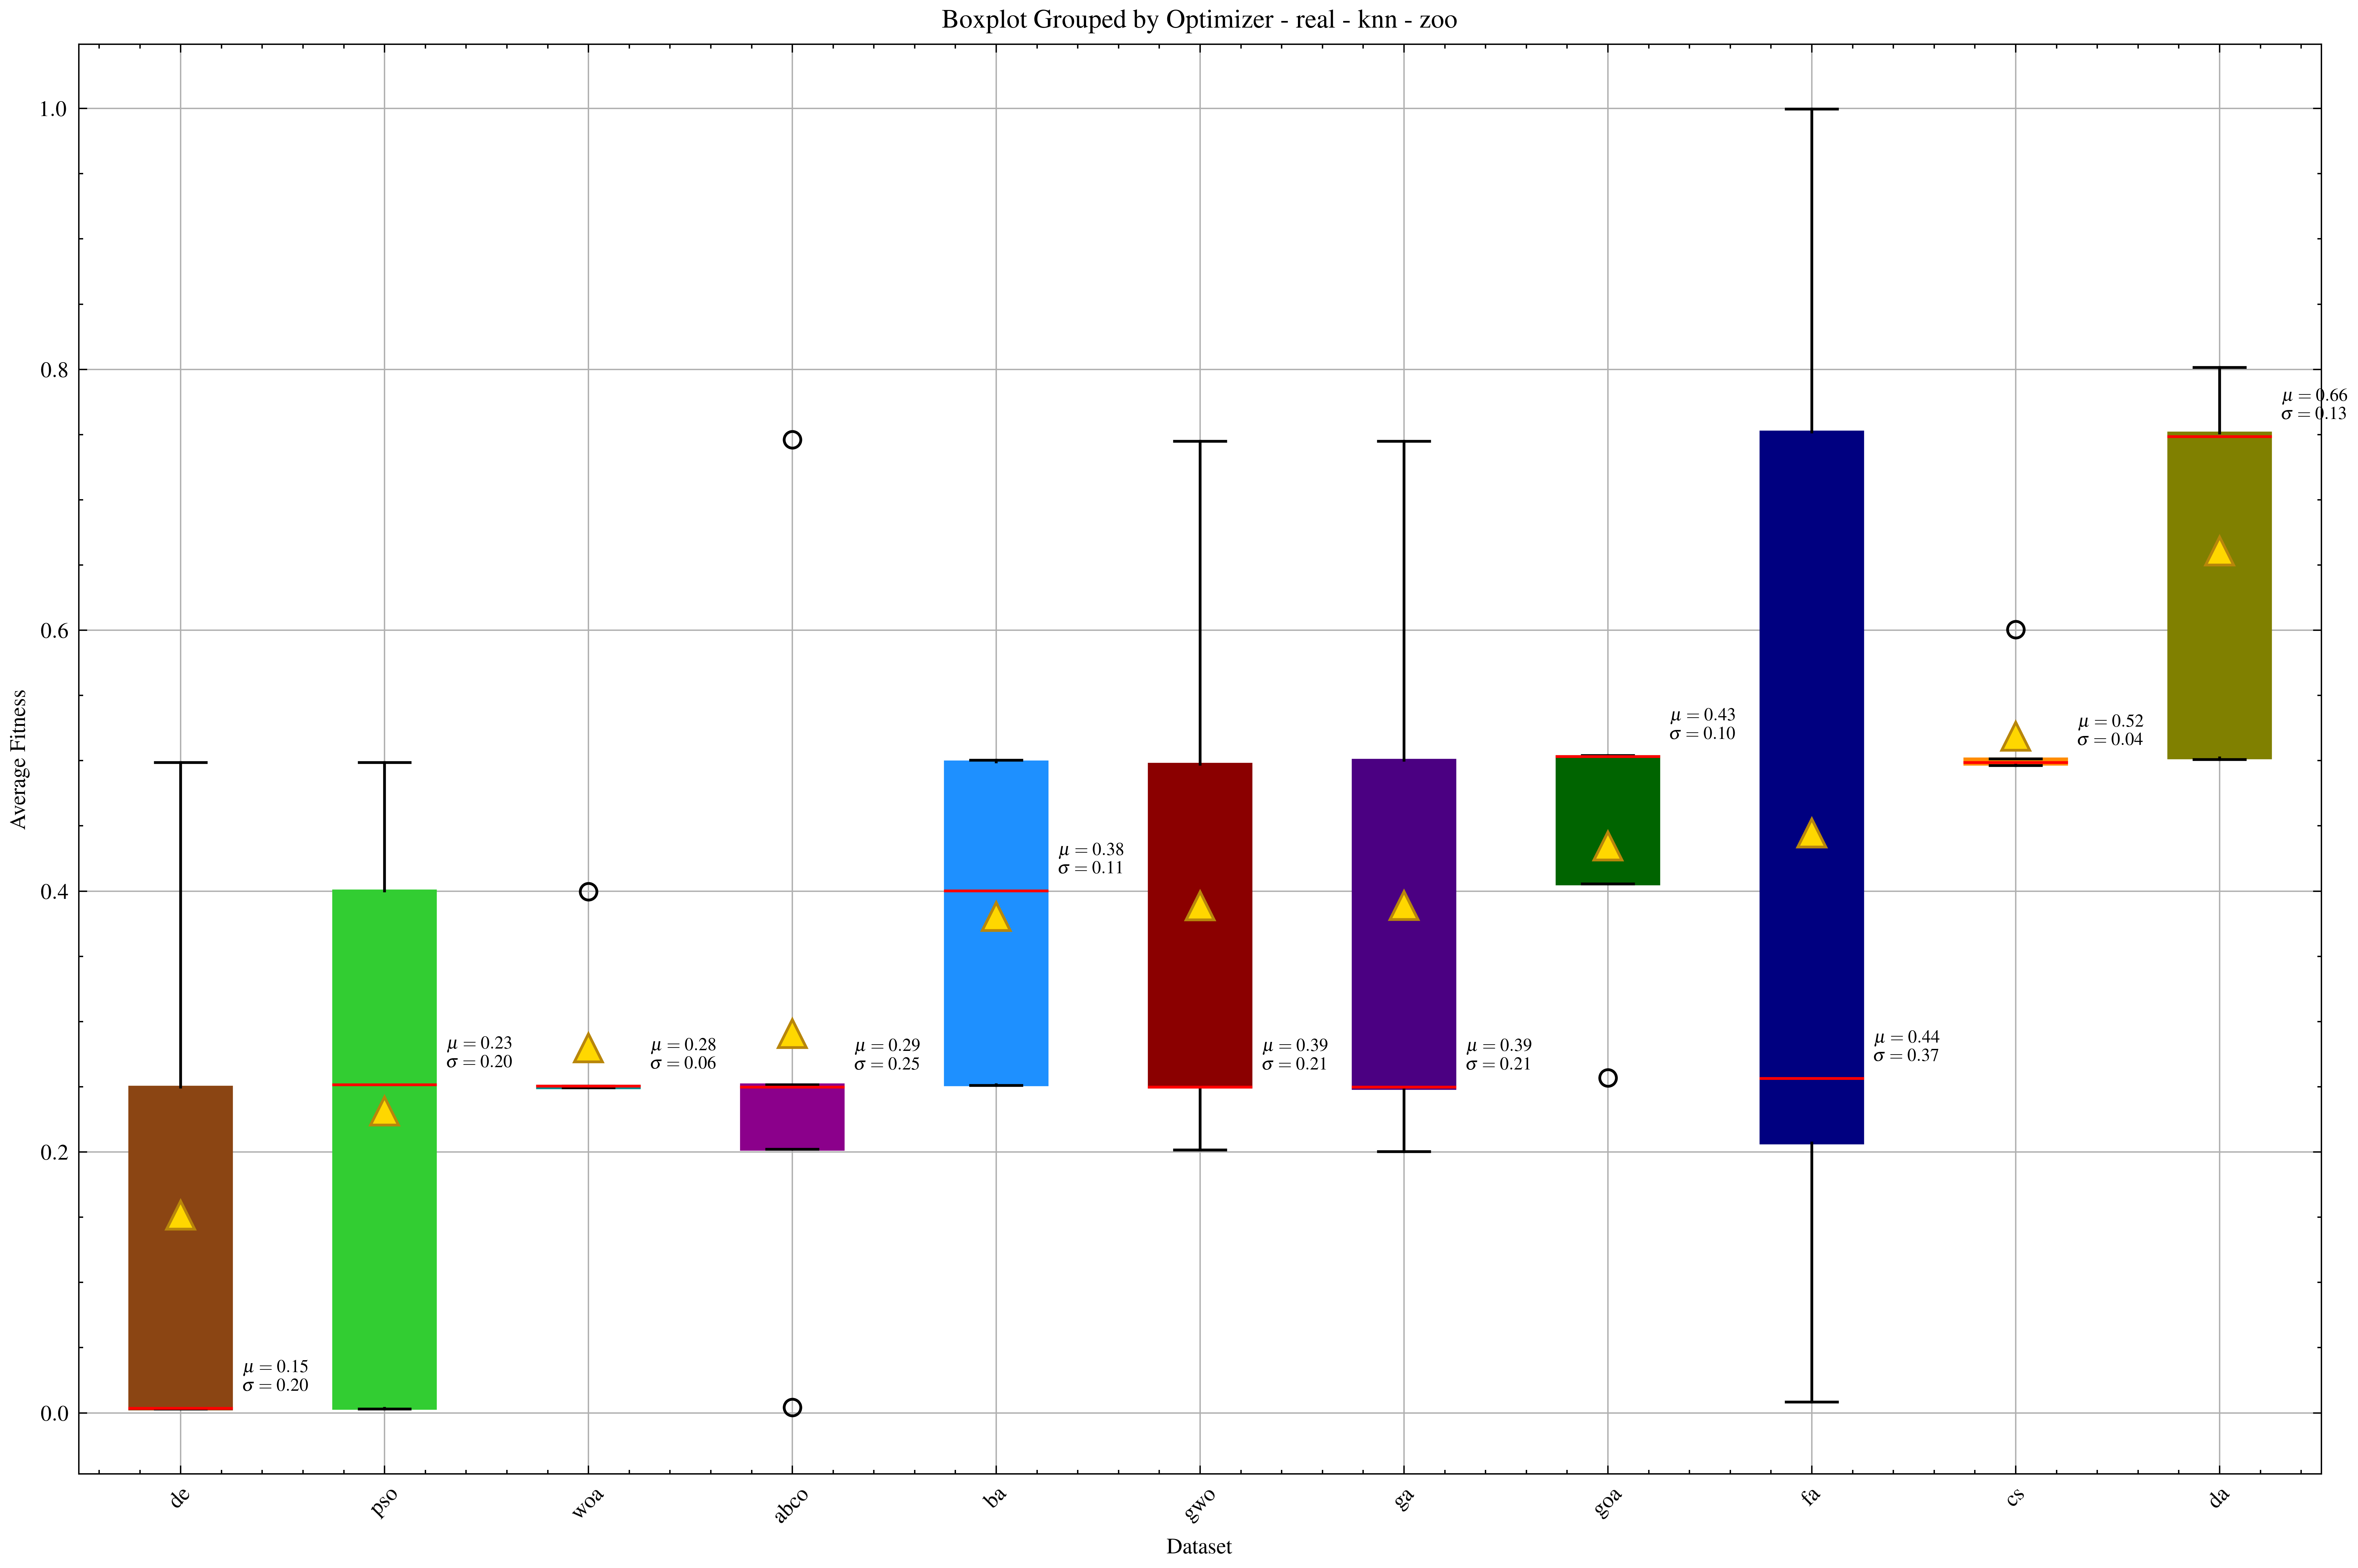 Boxplot Grouped by Optimizer - real - knn - zoo
Average Fitness
1.0
0.8
0.6
0.4
0.2
0.0
μ = 0.15
σ = 0.20
μ = 0.23
σ = 0.20
μ = 0.28
σ = 0.06
μ = 0.29
σ = 0.25
μ = 0.38
σ = 0.11
μ = 0.39
σ = 0.21
μ = 0.39
σ = 0.21
μ = 0.43
σ = 0.10
μ = 0.44
σ = 0.37
μ = 0.52
σ = 0.04
μ = 0.66
σ = 0.13
de
pso
woa
abco
ba
gwo
ga
goa
fa
cs
da
Dataset